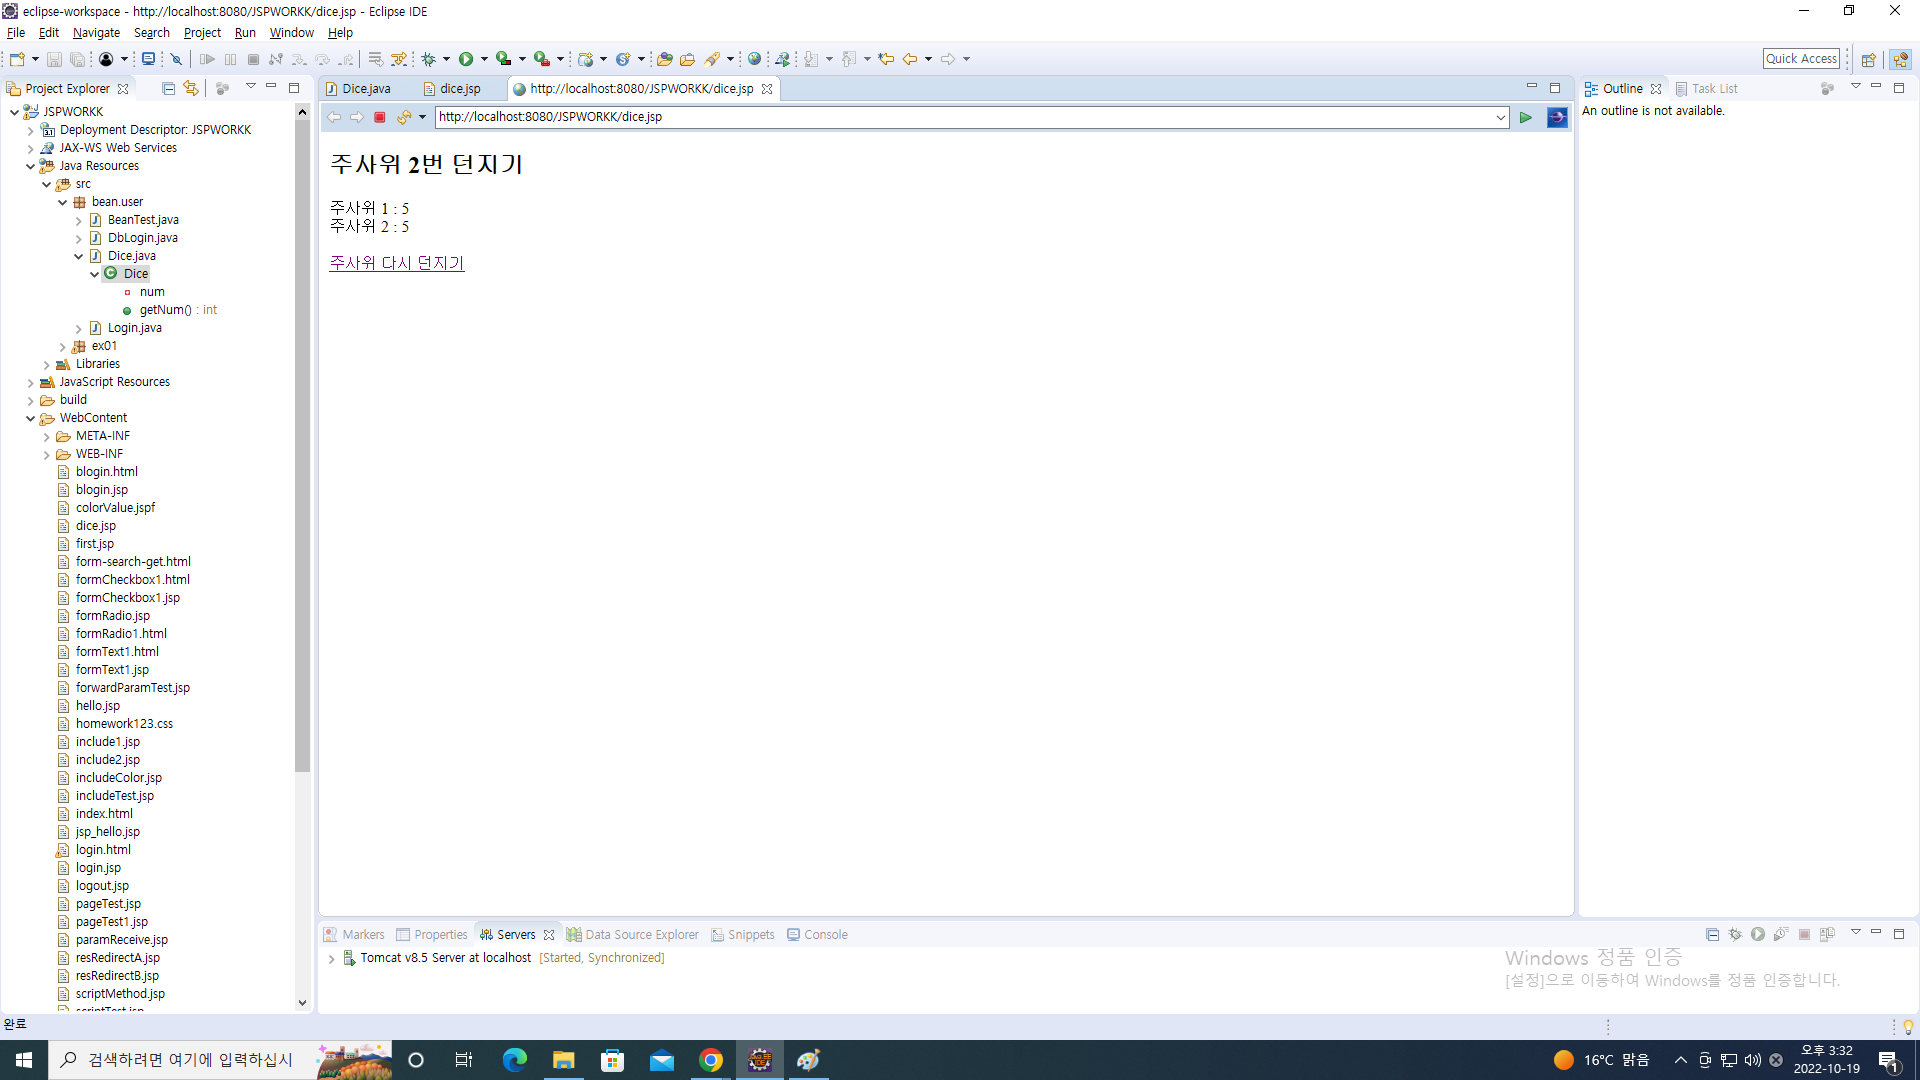 eclipse-workspace - http://localhost:8080/JSPWORKK/dice.jsp - Eclipse IDE
File Edit Navigate Search Project Run Window Help
Quick Access
Project Explorer
Dice.java
dice.jsp
http://localhost:8080/JSPWORKK/dice.jsp
Outline
Task List
JSPWORKK
Deployment Descriptor: JSPWORKK
JAX-WS Web Services
Java Resources
src
bean.user
BeanTest.java
DbLogin.java
Dice.java
Dice
num
getNum() : int
Login.java
ex01
Libraries
JavaScript Resources
build
WebContent
META-INF
WEB-INF
blogin.html
blogin.jsp
colorValue.jspf
dice.jsp
first.jsp
form-search-get.html
formCheckbox1.html
formCheckbox1.jsp
formRadio.jsp
formRadio1.html
formText1.html
formText1.jsp
forwardParamTest.jsp
hello.jsp
homework123.css
include1.jsp
include2.jsp
includeColor.jsp
includeTest.jsp
index.html
jsp_hello.jsp
login.html
login.jsp
logout.jsp
pageTest.jsp
pageTest1.jsp
paramReceive.jsp
resRedirectA.jsp
resRedirectB.jsp
scriptMethod.jsp
scriptTest.jsp
http://localhost:8080/JSPWORKK/dice.jsp
주사위 2번 던지기
주사위 1 : 5
주사위 2 : 5
주사위 다시 던지기
An outline is not available.
Markers Properties Servers Data Source Explorer Snippets Console
Tomcat v8.5 Server at localhost [Started, Synchronized]
Windows 정품 인증
[설정]으로 이동하여 Windows를 정품 인증합니다.
완료
검색하려면 여기에 입력하십시
16°C 맑음
오후 3:32
2022-10-19
1